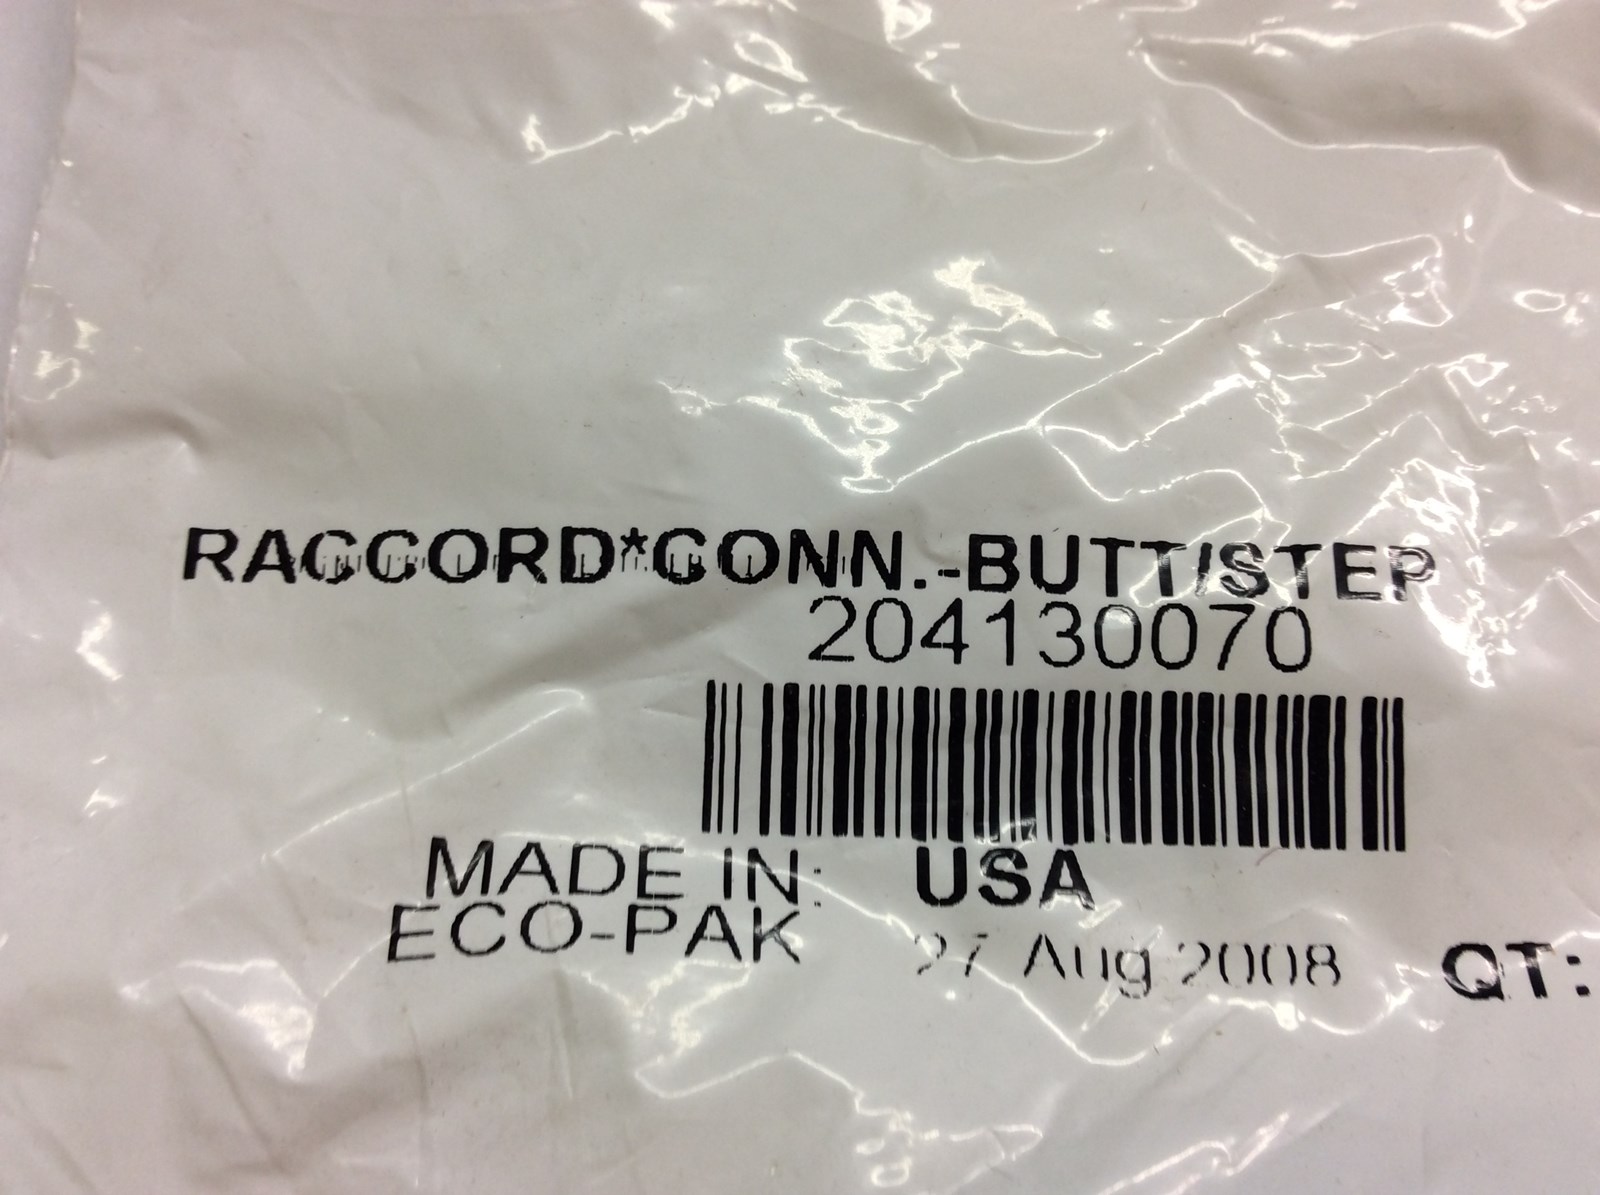 RACCORD*CONN.-BUTT/STEP
204130070
MADE IN: USA
ECO-PAK 27 Aug 2008 QT: